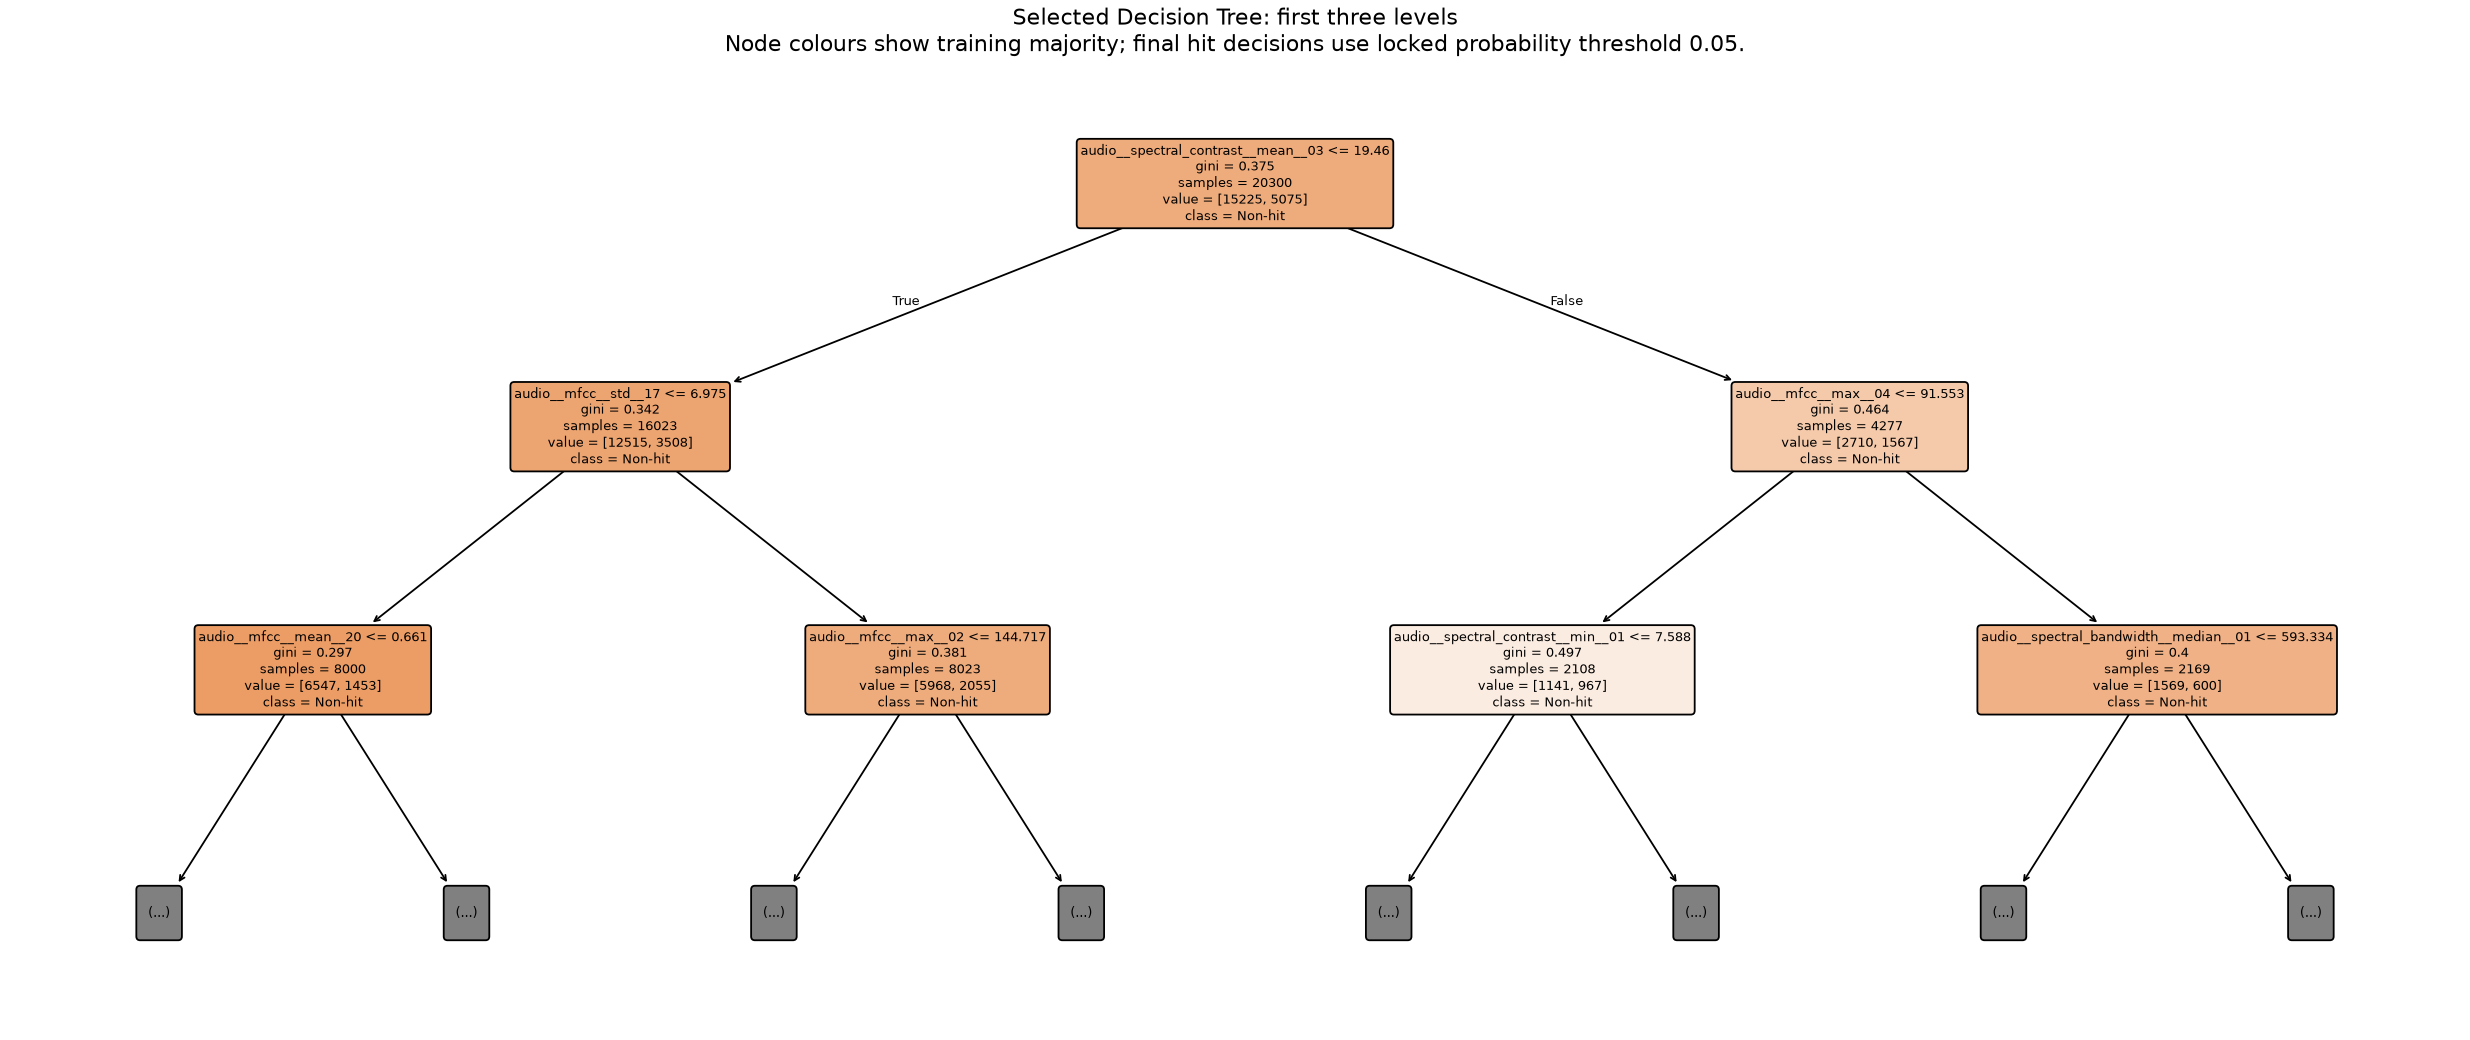 Selected Decision Tree: first three levels
Node colours show training majority; final hit decisions use locked probability threshold 0.05.
audio__spectral_contrast__mean__03 <= 19.46
gini = 0.375
samples = 20300
value = [15225, 5075]
class = Non-hit
True
False
audio__mfcc__std__17 <= 6.975
gini = 0.342
samples = 16023
value = [12515, 3508]
class = Non-hit
audio__mfcc__max__04 <= 91.553
gini = 0.464
samples = 4277
value = [2710, 1567]
class = Non-hit
audio__mfcc__mean__20 <= 0.661
gini = 0.297
samples = 8000
value = [6547, 1453]
class = Non-hit
audio__mfcc__max__02 <= 144.717
gini = 0.381
samples = 8023
value = [5968, 2055]
class = Non-hit
audio__spectral_contrast__min__01 <= 7.588
gini = 0.497
samples = 2108
value = [1141, 967]
class = Non-hit
audio__spectral_bandwidth__median__01 <= 593.334
gini = 0.4
samples = 2169
value = [1569, 600]
class = Non-hit
(...)
(...)
(...)
(...)
(...)
(...)
(...)
(...)